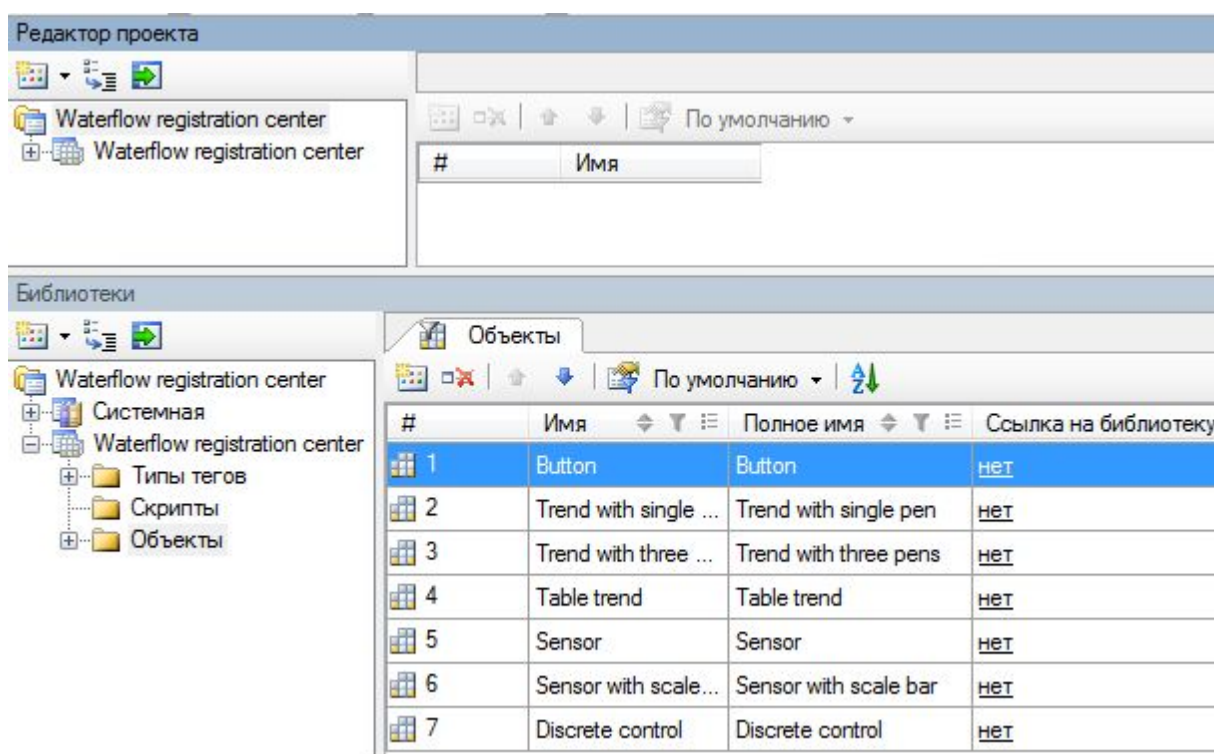 Редактор проекта
Waterflow registration center
Waterflow registration center
По умолчанию
# Имя
Библиотеки
Waterflow registration center
Системная
Waterflow registration center
Типы тегов
Скрипты
Объекты
Объекты
По умолчанию
# Имя Полное имя Ссылка на библиотеку
1 Button Button нет
2 Trend with single ... Trend with single pen нет
3 Trend with three ... Trend with three pens нет
4 Table trend Table trend нет
5 Sensor Sensor нет
6 Sensor with scale... Sensor with scale bar нет
7 Discrete control Discrete control нет